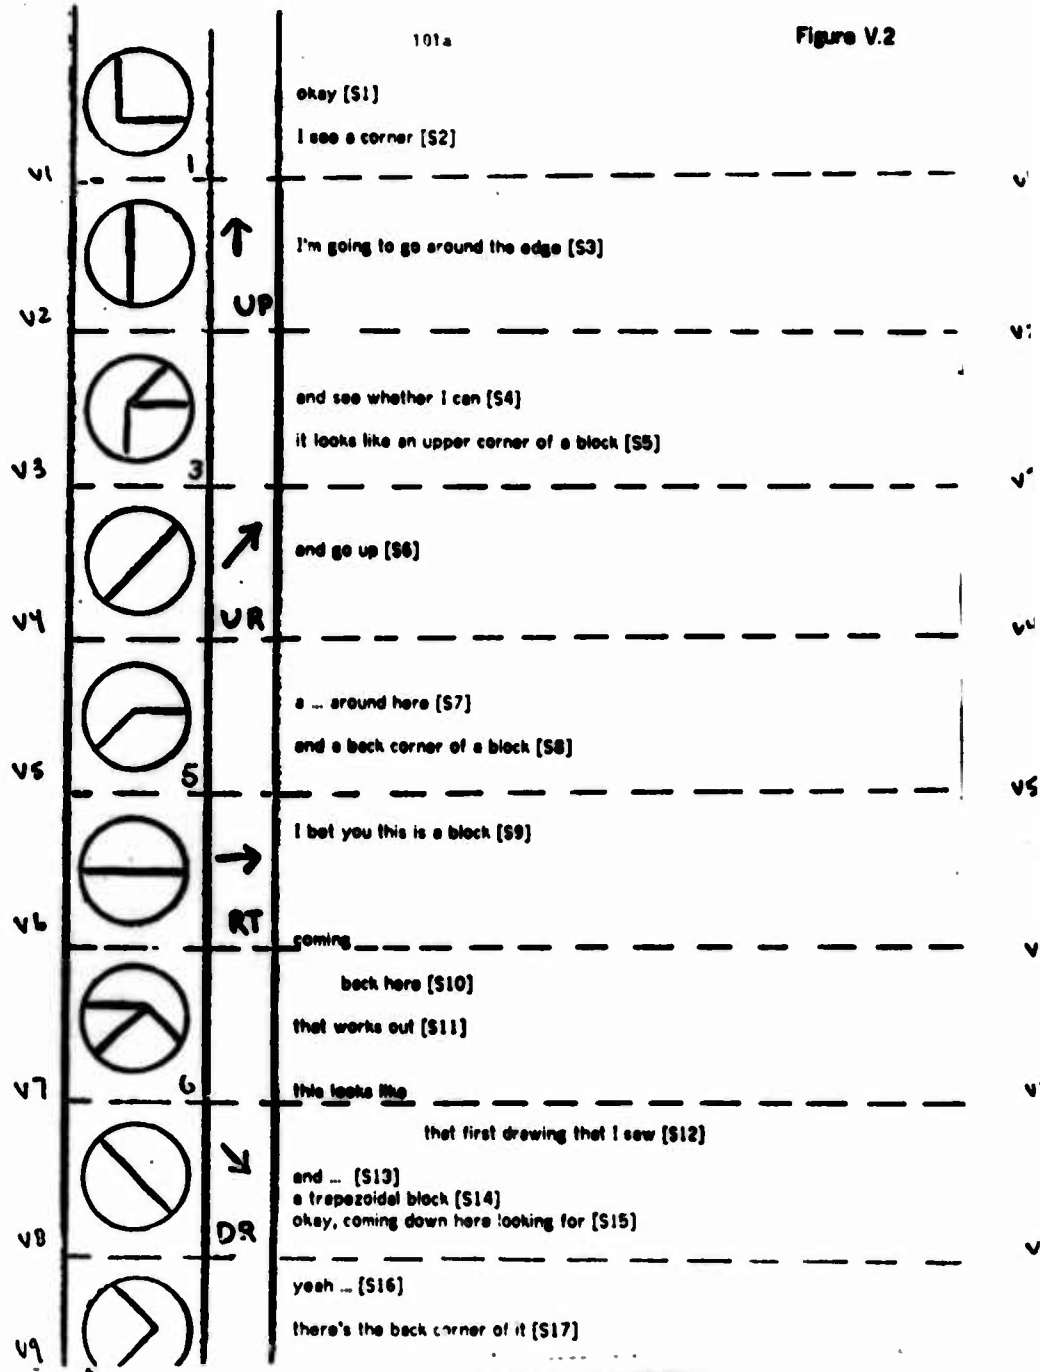 101a
Figure V.2
okay [S1]
I see a corner [S2]
1
V1
I'm going to go around the edge [S3]
UP
V2
and see whether I can [S4]
it looks like an upper corner of a block [S5]
3
V3
and go up [S6]
UR
V4
a ... around here [S7]
and a back corner of a block [S8]
5
V5
V5
I bet you this is a block [S9]
RT
V6
coming
back here [S10]
that works out [S11]
this looks like
6
V7
that first drawing that I saw [S12]
and ... [S13]
a trapezoidal block [S14]
okay, coming down here looking for [S15]
DR
V8
yeah ... [S16]
there's the back corner of it [S17]
V9